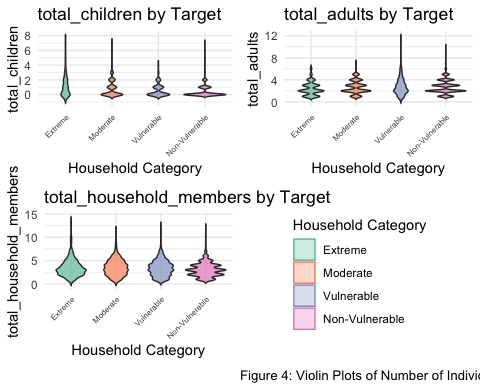 total_children by Target
total_children
8
6
4
2
0
Extreme
Moderate
Vulnerable
Non-Vulnerable
Household Category
total_adults by Target
total_adults
12
8
4
0
Extreme
Moderate
Vulnerable
Non-Vulnerable
Household Category
total_household_members by Target
total_household_members
15
10
5
0
Extreme
Moderate
Vulnerable
Non-Vulnerable
Household Category
Household Category
Extreme
Moderate
Vulnerable
Non-Vulnerable
Figure 4: Violin Plots of Number of